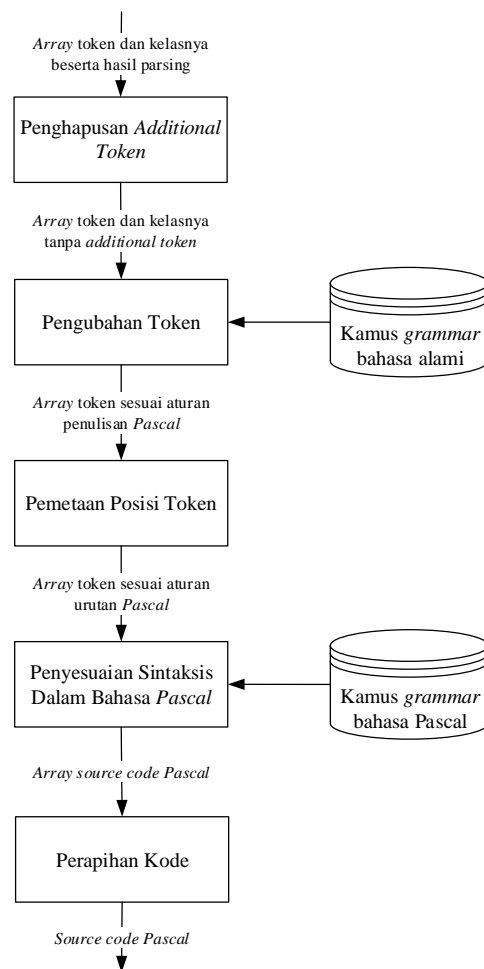 Array token dan kelasnya
beserta hasil parsing
Penghapusan Additional
Token
Array token dan kelasnya
tanpa additional token
Pengubahan Token
Kamus grammar
bahasa alami
Array token sesuai aturan
penulisan Pascal
Pemetaan Posisi Token
Array token sesuai aturan
urutan Pascal
Penyesuaian Sintaksis
Dalam Bahasa Pascal
Kamus grammar
bahasa Pascal
Array source code Pascal
Perapihan Kode
Source code Pascal